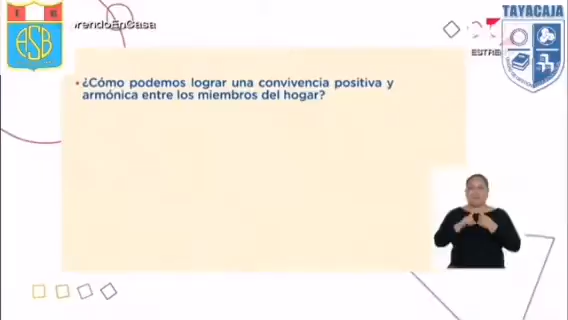 ASB
rendoEnCasa
TAYACAJA
ESTRE
• ¿Cómo podemos lograr una convivencia positiva y
armónica entre los miembros del hogar?